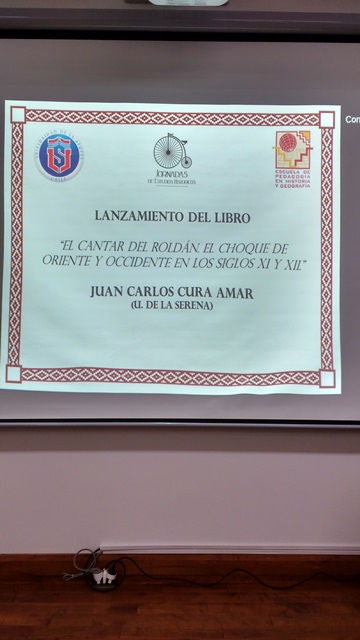 Con
JORNADAS
DE ESTUDIOS HISTÓRICOS
ESCUELA DE
PEDAGOGÍA
EN HISTORIA
Y GEOGRAFÍA
LANZAMIENTO DEL LIBRO
"EL CANTAR DEL ROLDÁN. EL CHOQUE DE
ORIENTE Y OCCIDENTE EN LOS SIGLOS XI Y XII."
JUAN CARLOS CURA AMAR
(U. DE LA SERENA)